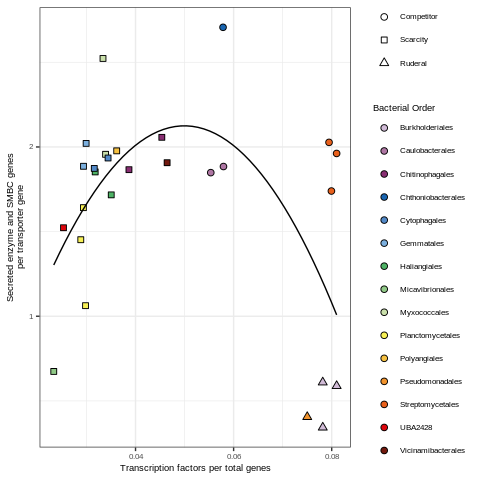 Competitor
Scarcity
Ruderal
Bacterial Order
Burkholderiales
Caulobacterales
Chitinophagales
Chthoniobacterales
Cytophagales
Gemmatales
Haliangiales
Micavibrionales
Myxococcales
Planctomycetales
Polyangiales
Pseudomonadales
Streptomycetales
UBA2428
Vicinamibacterales
Secreted enzyme and SMBC genes
per transporter gene
2
1
0.04
0.06
0.08
Transcription factors per total genes